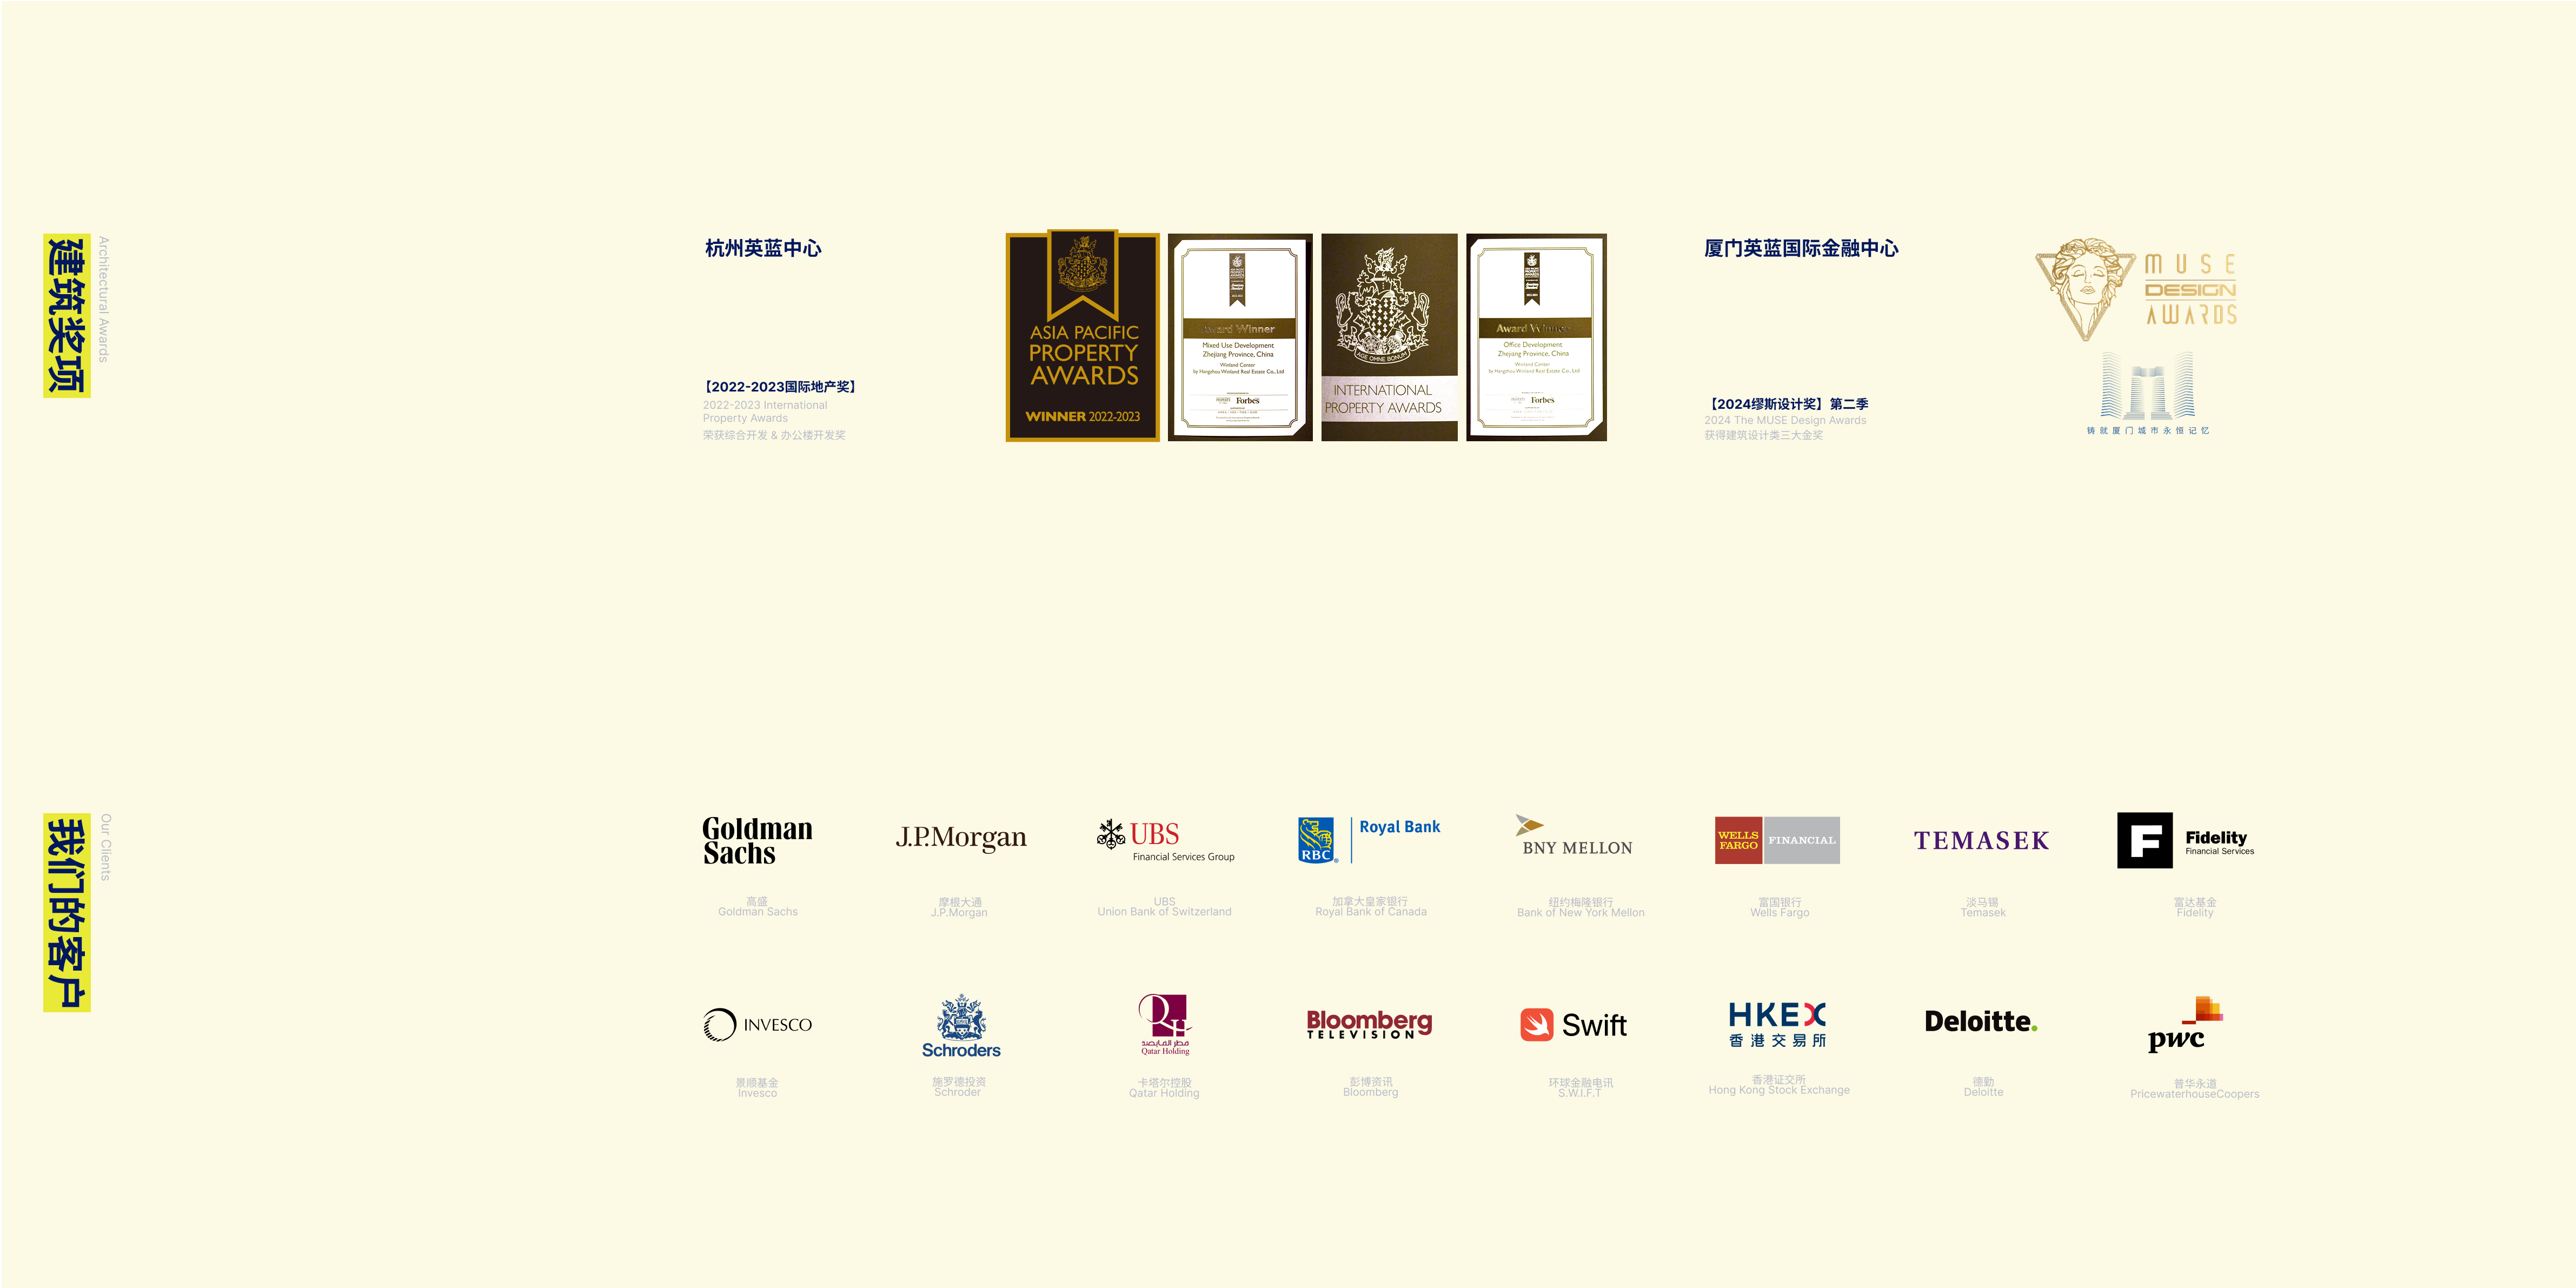 建筑奖项
Architectural Awards
杭州英蓝中心
【2022-2023国际地产奖】
2022-2023 International
Property Awards
荣获综合开发 & 办公楼开发奖
ASIA PACIFIC
PROPERTY
AWARDS
WINNER 2022-2023
Award Winner
Mixed Use Development
Zhejiang Province, China
Winland Center
by Hangzhou Winland Real Estate Co., Ltd
Forbes
AGE OMNE BONUM
INTERNATIONAL
PROPERTY AWARDS
Award Winner
Office Development
Zhejiang Province, China
Winland Center
by Hangzhou Winland Real Estate Co., Ltd
Forbes
厦门英蓝国际金融中心
【2024缪斯设计奖】第二季
2024 The MUSE Design Awards
获得建筑设计类三大金奖
MUSE
DESIGN
AWARDS
铸就厦门城市永恒记忆
我们的客户
Our Clients
Goldman
Sachs
高盛
Goldman Sachs
J.P.Morgan
摩根大通
J.P.Morgan
UBS
Financial Services Group
UBS
Union Bank of Switzerland
RBC
Royal Bank
加拿大皇家银行
Royal Bank of Canada
BNY MELLON
纽约梅隆银行
Bank of New York Mellon
WELLS
FARGO
FINANCIAL
富国银行
Wells Fargo
TEMASEK
淡马锡
Temasek
F
Fidelity
Financial Services
富达基金
Fidelity
INVESCO
景顺基金
Invesco
Schroders
施罗德投资
Schroder
QH
Qatar Holding
卡塔尔控股
Qatar Holding
Bloomberg
TELEVISION
彭博资讯
Bloomberg
Swift
环球金融电讯
S.W.I.F.T
HKEX
香港交易所
香港证交所
Hong Kong Stock Exchange
Deloitte.
德勤
Deloitte
pwc
普华永道
PricewaterhouseCoopers